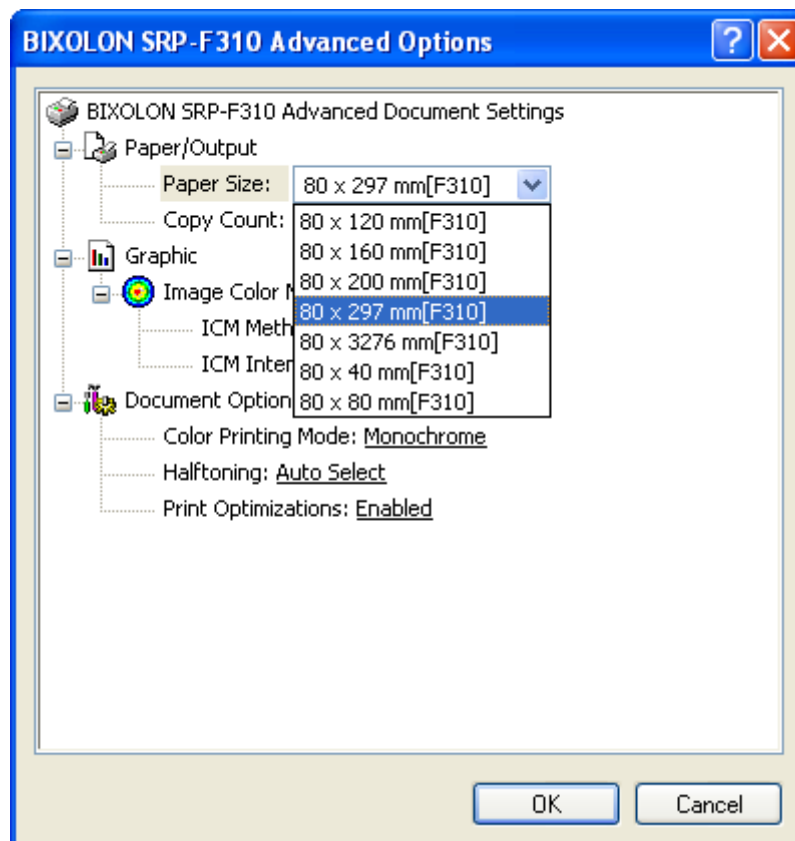 BIXOLON SRP-F310 Advanced Options
BIXOLON SRP-F310 Advanced Document Settings
Paper/Output
Paper Size: 80 x 297 mm[F310]
Copy Count:
80 x 120 mm[F310]
80 x 160 mm[F310]
80 x 200 mm[F310]
80 x 297 mm[F310]
80 x 3276 mm[F310]
80 x 40 mm[F310]
80 x 80 mm[F310]
Graphic
Image Color M
ICM Meth
ICM Inter
Document Option
Color Printing Mode: Monochrome
Halftoning: Auto Select
Print Optimizations: Enabled
OK Cancel